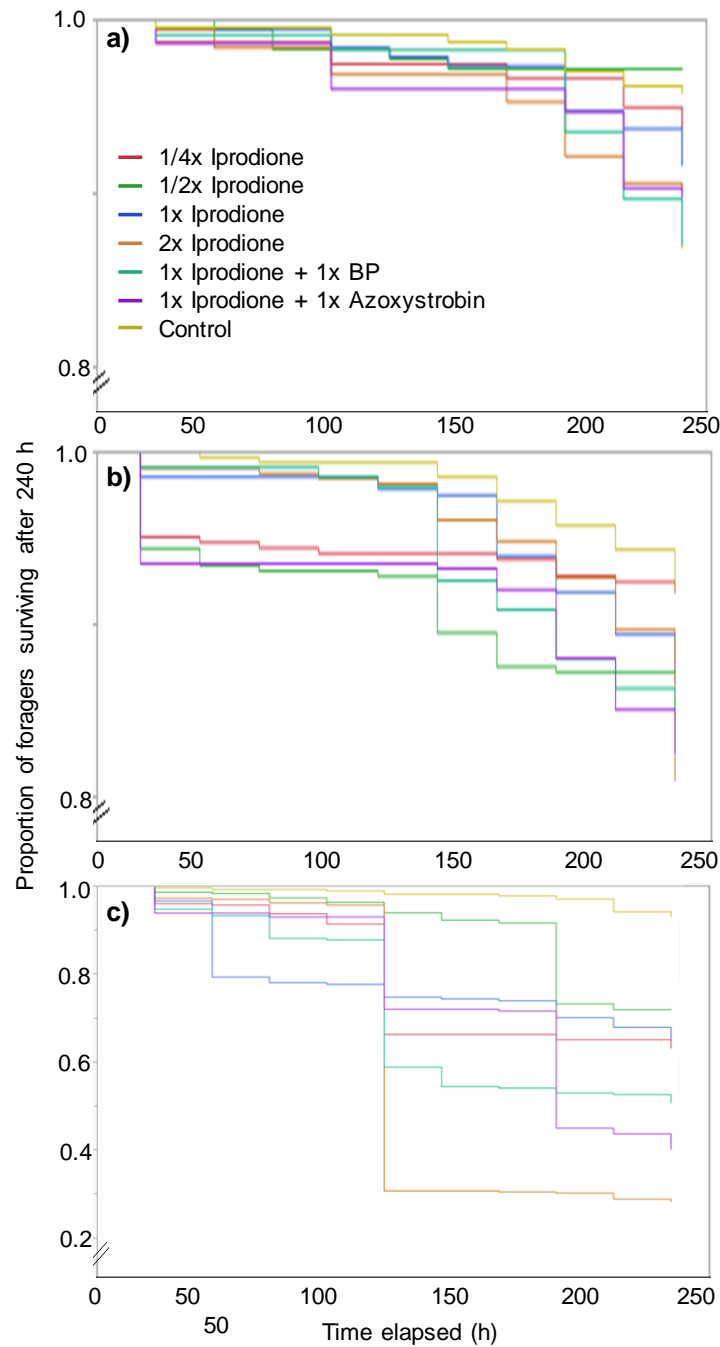 1.0
a)
1/4x Iprodione
1/2x Iprodione
1x Iprodione
2x Iprodione
1x Iprodione + 1x BP
1x Iprodione + 1x Azoxystrobin
Control
0.8
0 50 100 150 200 250
1.0
b)
0.8
0 50 100 150 200 250
1.0
c)
0.8
0.6
0.4
0.2
0 50 100 150 200 250
50
Time elapsed (h)
Proportion of foragers surviving after 240 h